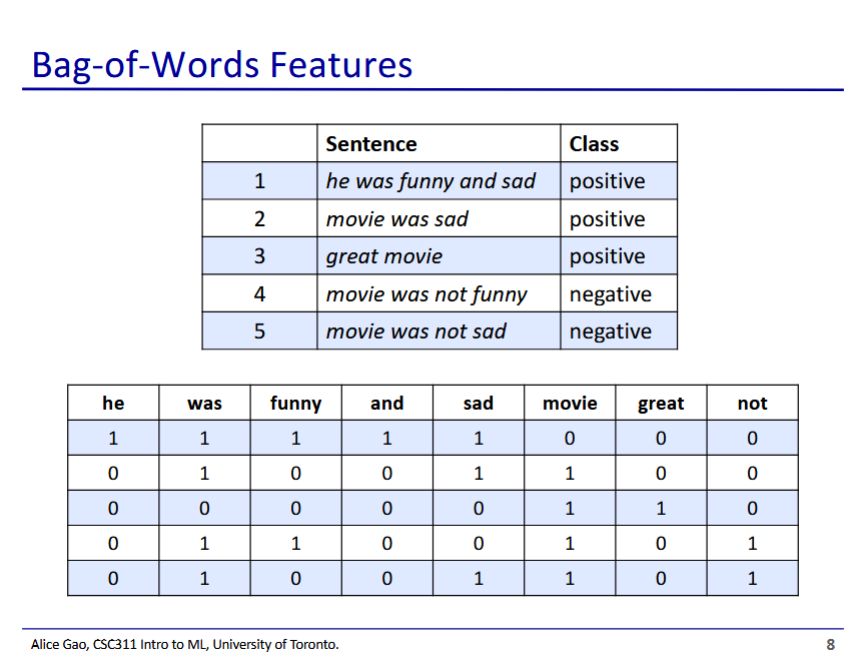 Bag-of-Words Features
Sentence Class
1 he was funny and sad positive
2 movie was sad positive
3 great movie positive
4 movie was not funny negative
5 movie was not sad negative
he was funny and sad movie great not
1 1 1 1 1 0 0 0
0 1 0 0 1 1 0 0
0 0 0 0 0 1 1 0
0 1 1 0 0 1 0 1
0 1 0 0 1 1 0 1
Alice Gao, CSC311 Intro to ML, University of Toronto. 8